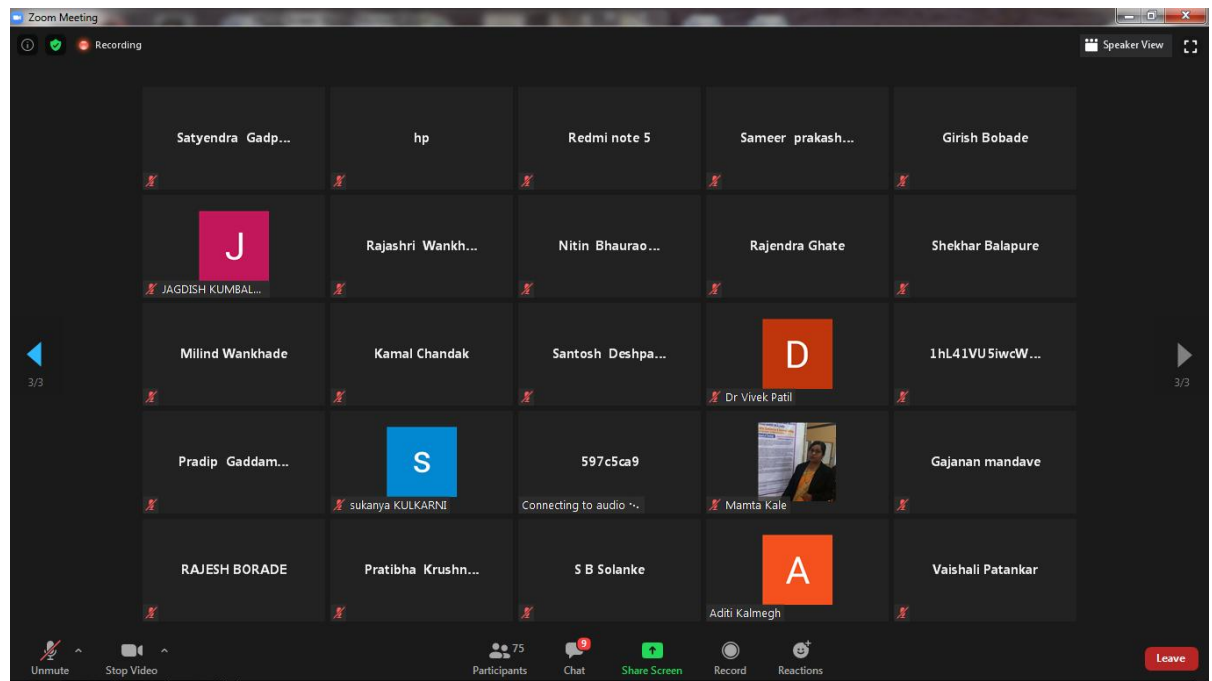 Zoom Meeting
Recording
Speaker View
Satyendra Gadp...
hp
Redmi note 5
Sameer prakash...
Girish Bobade
J
JAGDISH KUMBAL...
Rajashri Wankh...
Nitin Bhaurao...
Rajendra Ghate
Shekhar Balapure
3/3
Milind Wankhade
Kamal Chandak
Santosh Deshpa...
D
Dr Vivek Patil
1hL41VU5iwcW...
3/3
Pradip Gaddam...
S
sukanya KULKARNI
597c5ca9
Connecting to audio
Mamta Kale
Gajanan mandave
RAJESH BORADE
Pratibha Krushn...
S B Solanke
A
Aditi Kalmegh
Vaishali Patankar
Unmute
Stop Video
75
Participants
9
Chat
Share Screen
Record
Reactions
Leave